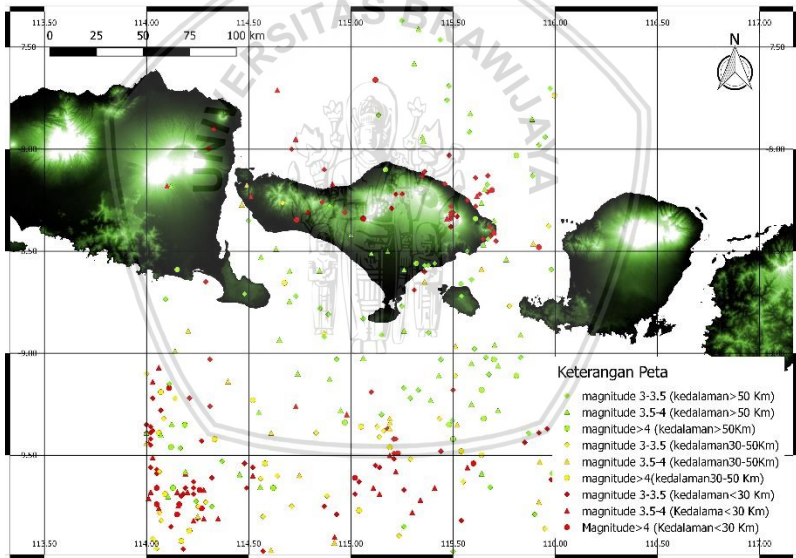 113.50 114.00 114.50 115.00 115.50 116.00 116.50 117.00
0 25 50 75 100 km
N
-7.50 -7.50
UNIVERSITAS BRAWIJAYA
-8.00 -8.00
-8.50 -8.50
-9.00 -9.00
Keterangan Peta
magnitude 3-3.5 (kedalaman>50 Km)
magnitude 3.5-4 (kedalaman>50 Km)
magnitude>4 (kedalaman>50Km)
magnitude 3-3.5 (kedalaman30-50Km)
magnitude 3.5-4 (kedalaman30-50Km)
magnitude>4(kedalaman30-50 Km)
magnitude 3-3.5 (kedalaman<30 Km)
magnitude 3.5-4 (Kedalama<30 Km)
Magnitude>4 (Kedalaman<30 Km)
-9.50 -9.50
113.50 114.00 114.50 115.00 115.50 116.00 116.50 117.00